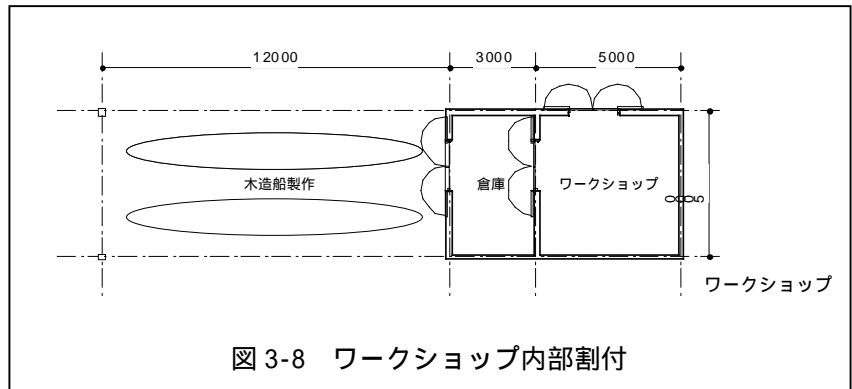 12000 3000 5000
木造船製作 倉庫 ワークショップ
5000
ワークショップ
図 3-8 ワークショップ内部割付